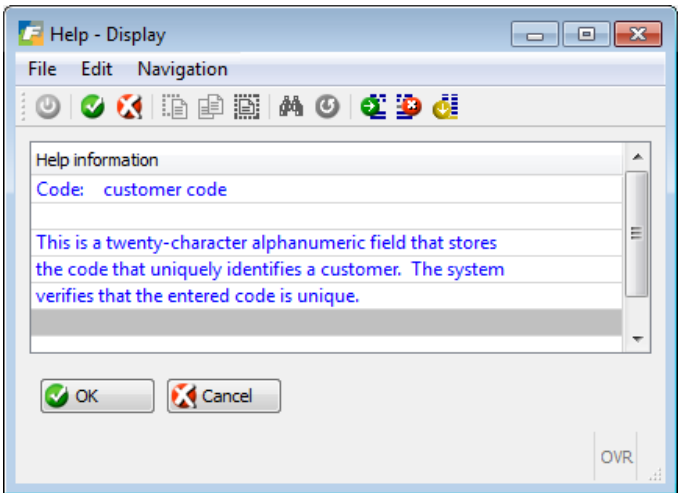 Help - Display
File Edit Navigation
Help information
Code: customer code
This is a twenty-character alphanumeric field that stores
the code that uniquely identifies a customer. The system
verifies that the entered code is unique.
OK Cancel
OVR